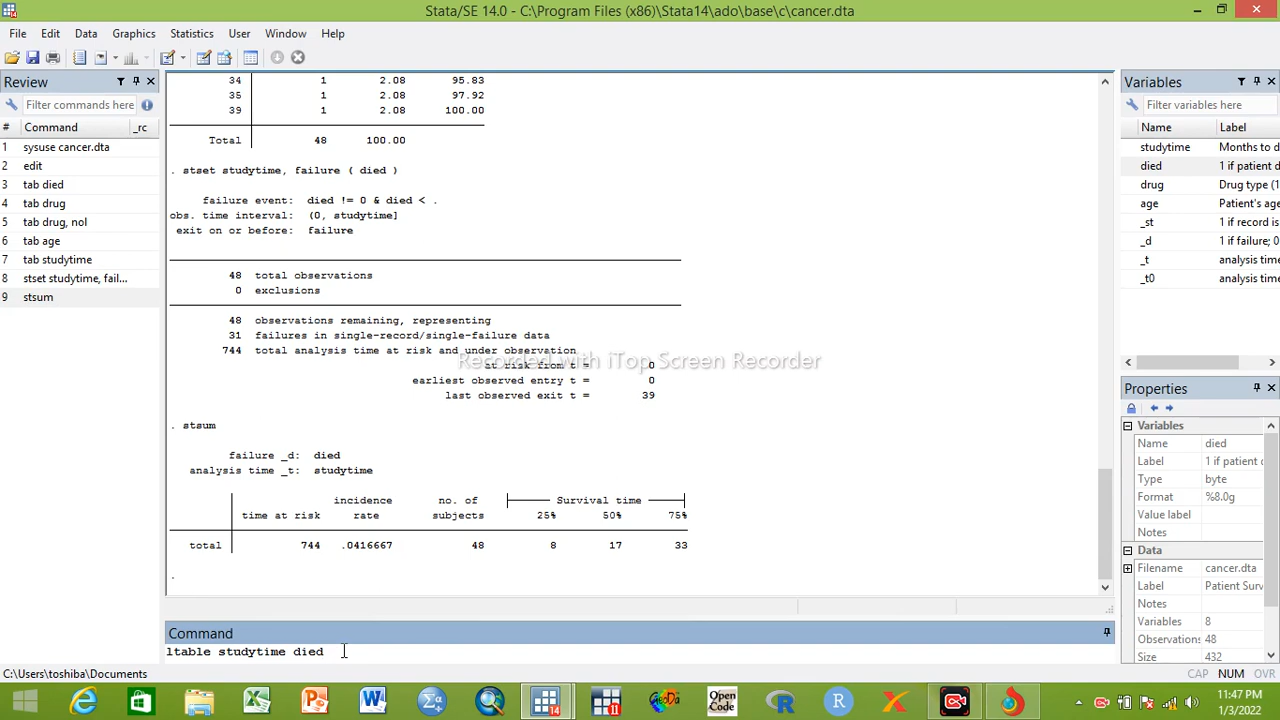 Stata/SE 14.0 - C:\Program Files (x86)\Stata14\ado\base\c\cancer.dta
File Edit Data Graphics Statistics User Window Help
Review
Filter commands here
# Command _rc
1 sysuse cancer.dta
2 edit
3 tab died
4 tab drug
5 tab drug, nol
6 tab age
7 tab studytime
8 stset studytime, fail...
9 stsum
34 1 2.08 95.83
35 1 2.08 97.92
39 1 2.08 100.00
Total 48 100.00
. stset studytime, failure ( died )
failure event: died != 0 & died < .
obs. time interval: (0, studytime]
exit on or before: failure
48 total observations
0 exclusions
48 observations remaining, representing
31 failures in single-record/single-failure data
744 total analysis time at risk and under observation
at risk from t = 0
earliest observed entry t = 0
last observed exit t = 39
Recorded with iTop Screen Recorder
. stsum
failure _d: died
analysis time _t: studytime
incidence no. of Survival time
time at risk rate subjects 25% 50% 75%
total 744 .0416667 48 8 17 33
.
Command
ltable studytime died
Variables
Filter variables here
Name Label
studytime Months to d
died 1 if patient d
drug Drug type (1
age Patient's age
_st 1 if record is
_d 1 if failure; 0
_t analysis time
_t0 analysis time
Properties
Variables
Name died
Label 1 if patient d
Type byte
Format %8.0g
Value label
Notes
Data
Filename cancer.dta
Label Patient Surv
Notes
Variables 8
Observations 48
Size 432
C:\Users\toshiba\Documents
CAP NUM OVR
14
11
Open
Code
R
R
11:47 PM
1/3/2022